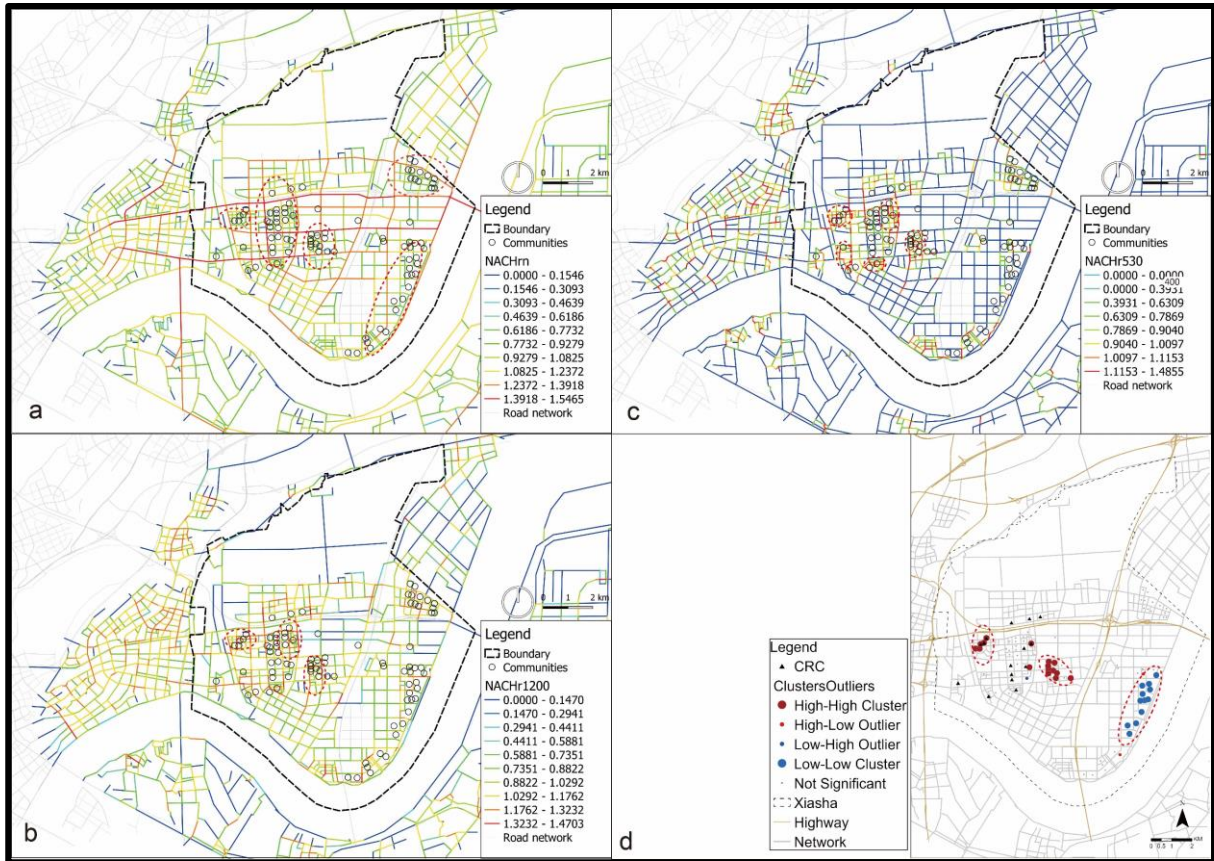 0 1 2 km
Legend
Boundary
Communities
NACHrn
0.0000 - 0.1546
0.1546 - 0.3093
0.3093 - 0.4639
0.4639 - 0.6186
0.6186 - 0.7732
0.7732 - 0.9279
0.9279 - 1.0825
1.0825 - 1.2372
1.2372 - 1.3918
1.3918 - 1.5465
Road network
a
0 1 2 km
Legend
Boundary
Communities
NACHr530
0.0000 - 0.0000
400
0.0000 - 0.3931
0.3931 - 0.6309
0.6309 - 0.7869
0.7869 - 0.9040
0.9040 - 1.0097
1.0097 - 1.1153
1.1153 - 1.4855
Road network
c
0 1 2 km
Legend
Boundary
Communities
NACHr1200
0.0000 - 0.1470
0.1470 - 0.2941
0.2941 - 0.4411
0.4411 - 0.5881
0.5881 - 0.7351
0.7351 - 0.8822
0.8822 - 1.0292
1.0292 - 1.1762
1.1762 - 1.3232
1.3232 - 1.4703
Road network
b
Legend
CRC
ClustersOutliers
High-High Cluster
High-Low Outlier
Low-High Outlier
Low-Low Cluster
Not Significant
Xiasha
Highway
Network
d
0 0.5 1 2